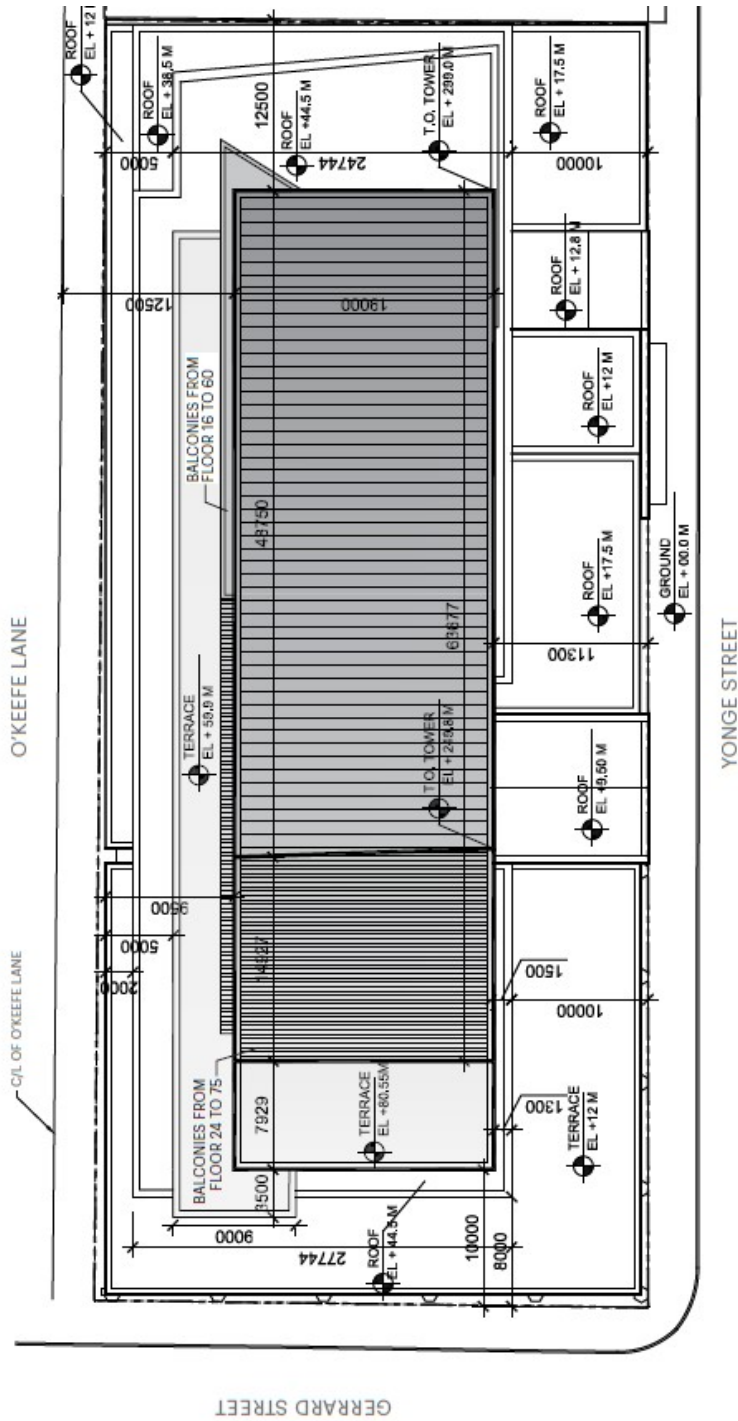 ROOF
EL + 12
ROOF
EL + 38.5 M
12500
ROOF
EL +44.5 M
T.O. TOWER
EL + 299.0 M
ROOF
EL + 17.5 M
5000
24744
10000
ROOF
EL + 12.8 M
12500
19000
BALCONIES FROM
FLOOR 16 TO 60
ROOF
EL +12 M
48750
O'KEEFE LANE
TERRACE
EL + 59.9 M
63677
ROOF
EL +17.5 M
GROUND
EL + 00.0 M
11300
YONGE STREET
T.O. TOWER
EL + 249.8 M
ROOF
EL +9.50 M
9500
5000
2000
14927
1500
10000
C/L OF O'KEEFE LANE
BALCONIES FROM
FLOOR 24 TO 75
7929
TERRACE
EL +80.55M
1300
TERRACE
EL +12 M
3500
9000
27744
ROOF
EL + 44.5 M
10000
8000
GERRARD STREET